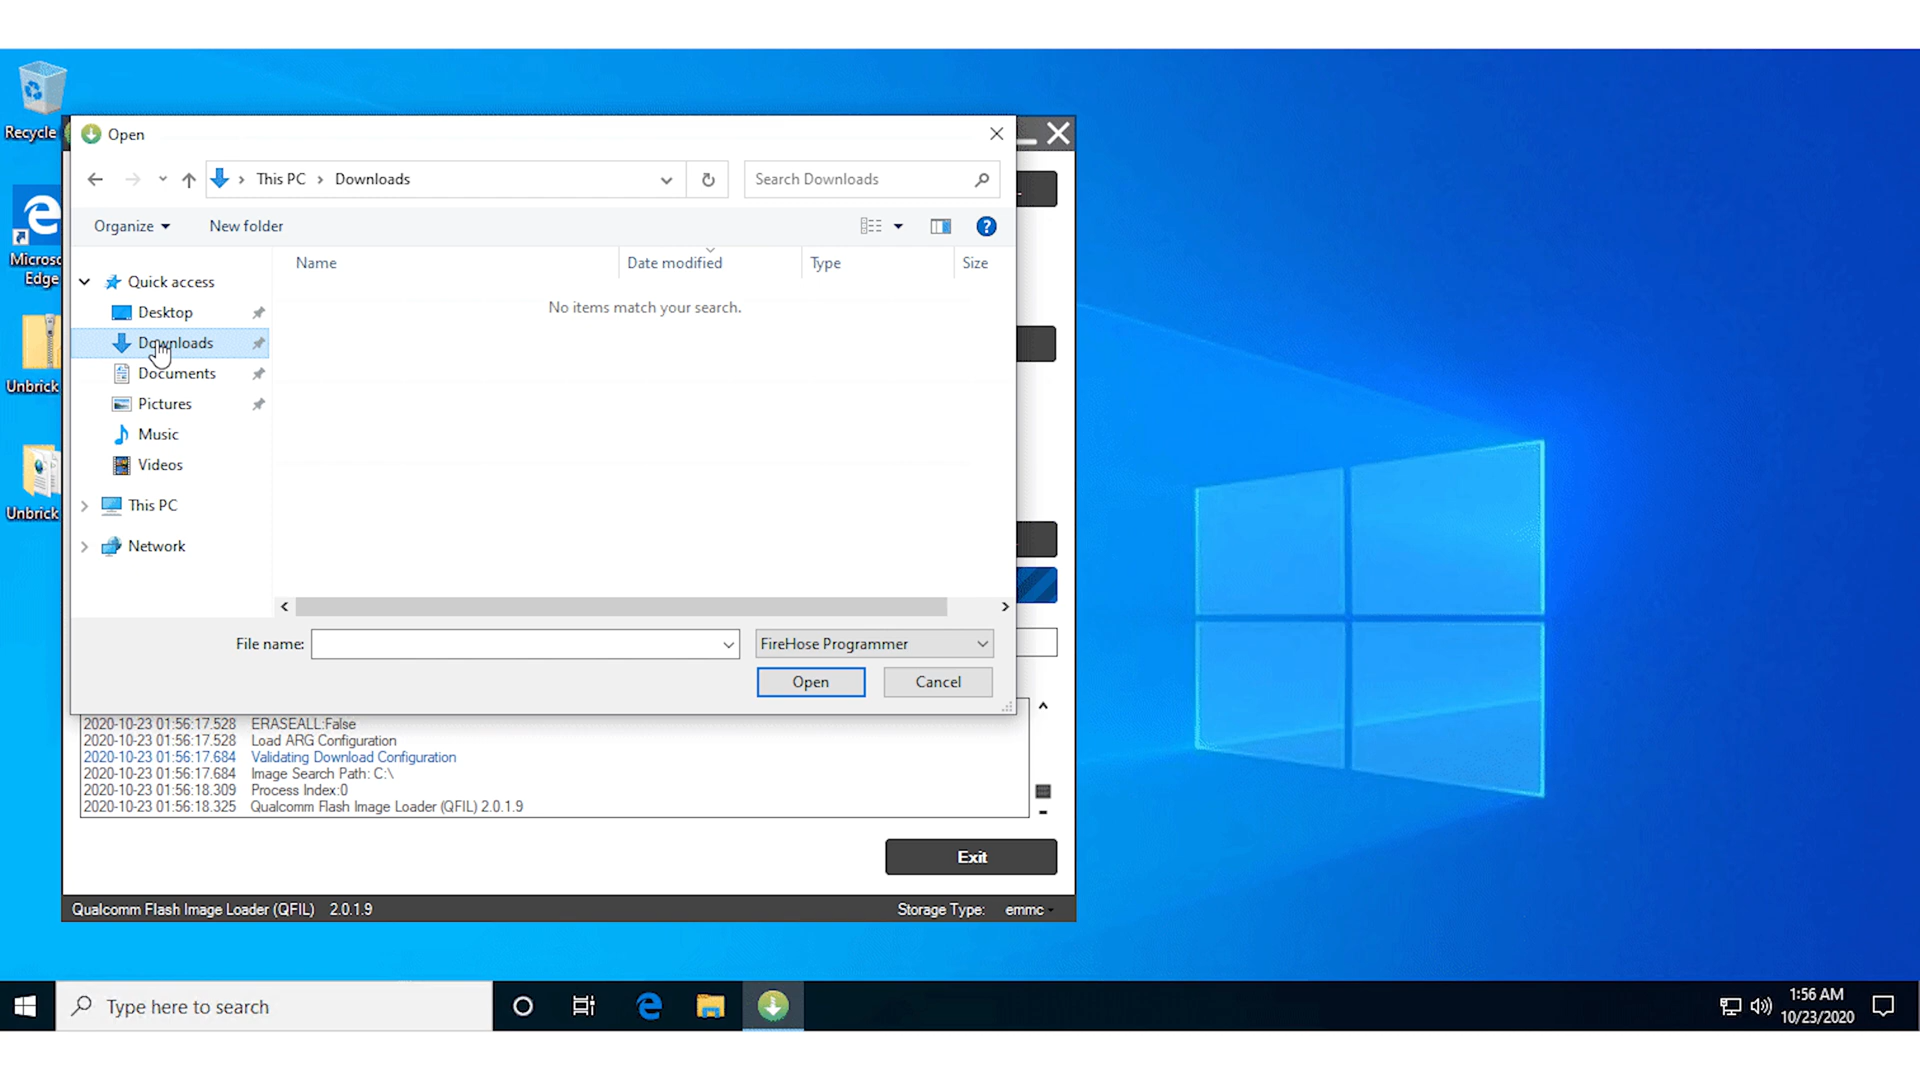 Recycle
Open
This PC
Downloads
Search Downloads
Organize
New folder
?
Microso
Edge
Name
Date modified
Type
Size
Quick access
No items match your search.
Desktop
Downloads
Documents
Unbrick
Pictures
Music
Videos
This PC
Unbrick
Network
File name:
FireHose Programmer
Open
Cancel
2020-10-23 01:56:17.528 ERASEALL:False
2020-10-23 01:56:17.528 Load ARG Configuration
2020-10-23 01:56:17.684 Validating Download Configuration
2020-10-23 01:56:17.684 Image Search Path: C:\
2020-10-23 01:56:18.309 Process Index:0
2020-10-23 01:56:18.325 Qualcomm Flash Image Loader (QFIL) 2.0.1.9
Exit
Qualcomm Flash Image Loader (QFIL) 2.0.1.9
Storage Type: emmc
Type here to search
1:56 AM
10/23/2020